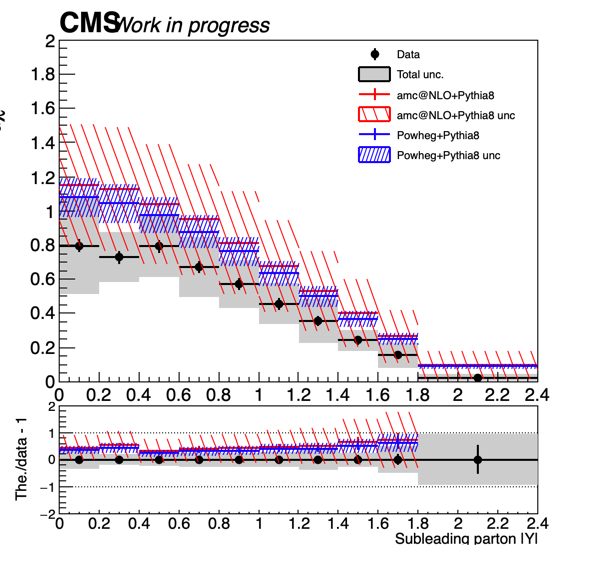 CMS Work in progress
2
1.8
1.6
1.4
1.2
1
0.8
0.6
0.4
0.2
0
Data
Total unc.
amc@NLO+Pythia8
amc@NLO+Pythia8 unc
Powheg+Pythia8
Powheg+Pythia8 unc
0 0.2 0.4 0.6 0.8 1 1.2 1.4 1.6 1.8 2 2.2 2.4
The./data - 1
2
1
0
−1
−2
0 0.2 0.4 0.6 0.8 1 1.2 1.4 1.6 1.8 2 2.2 2.4
Subleading parton |Y|